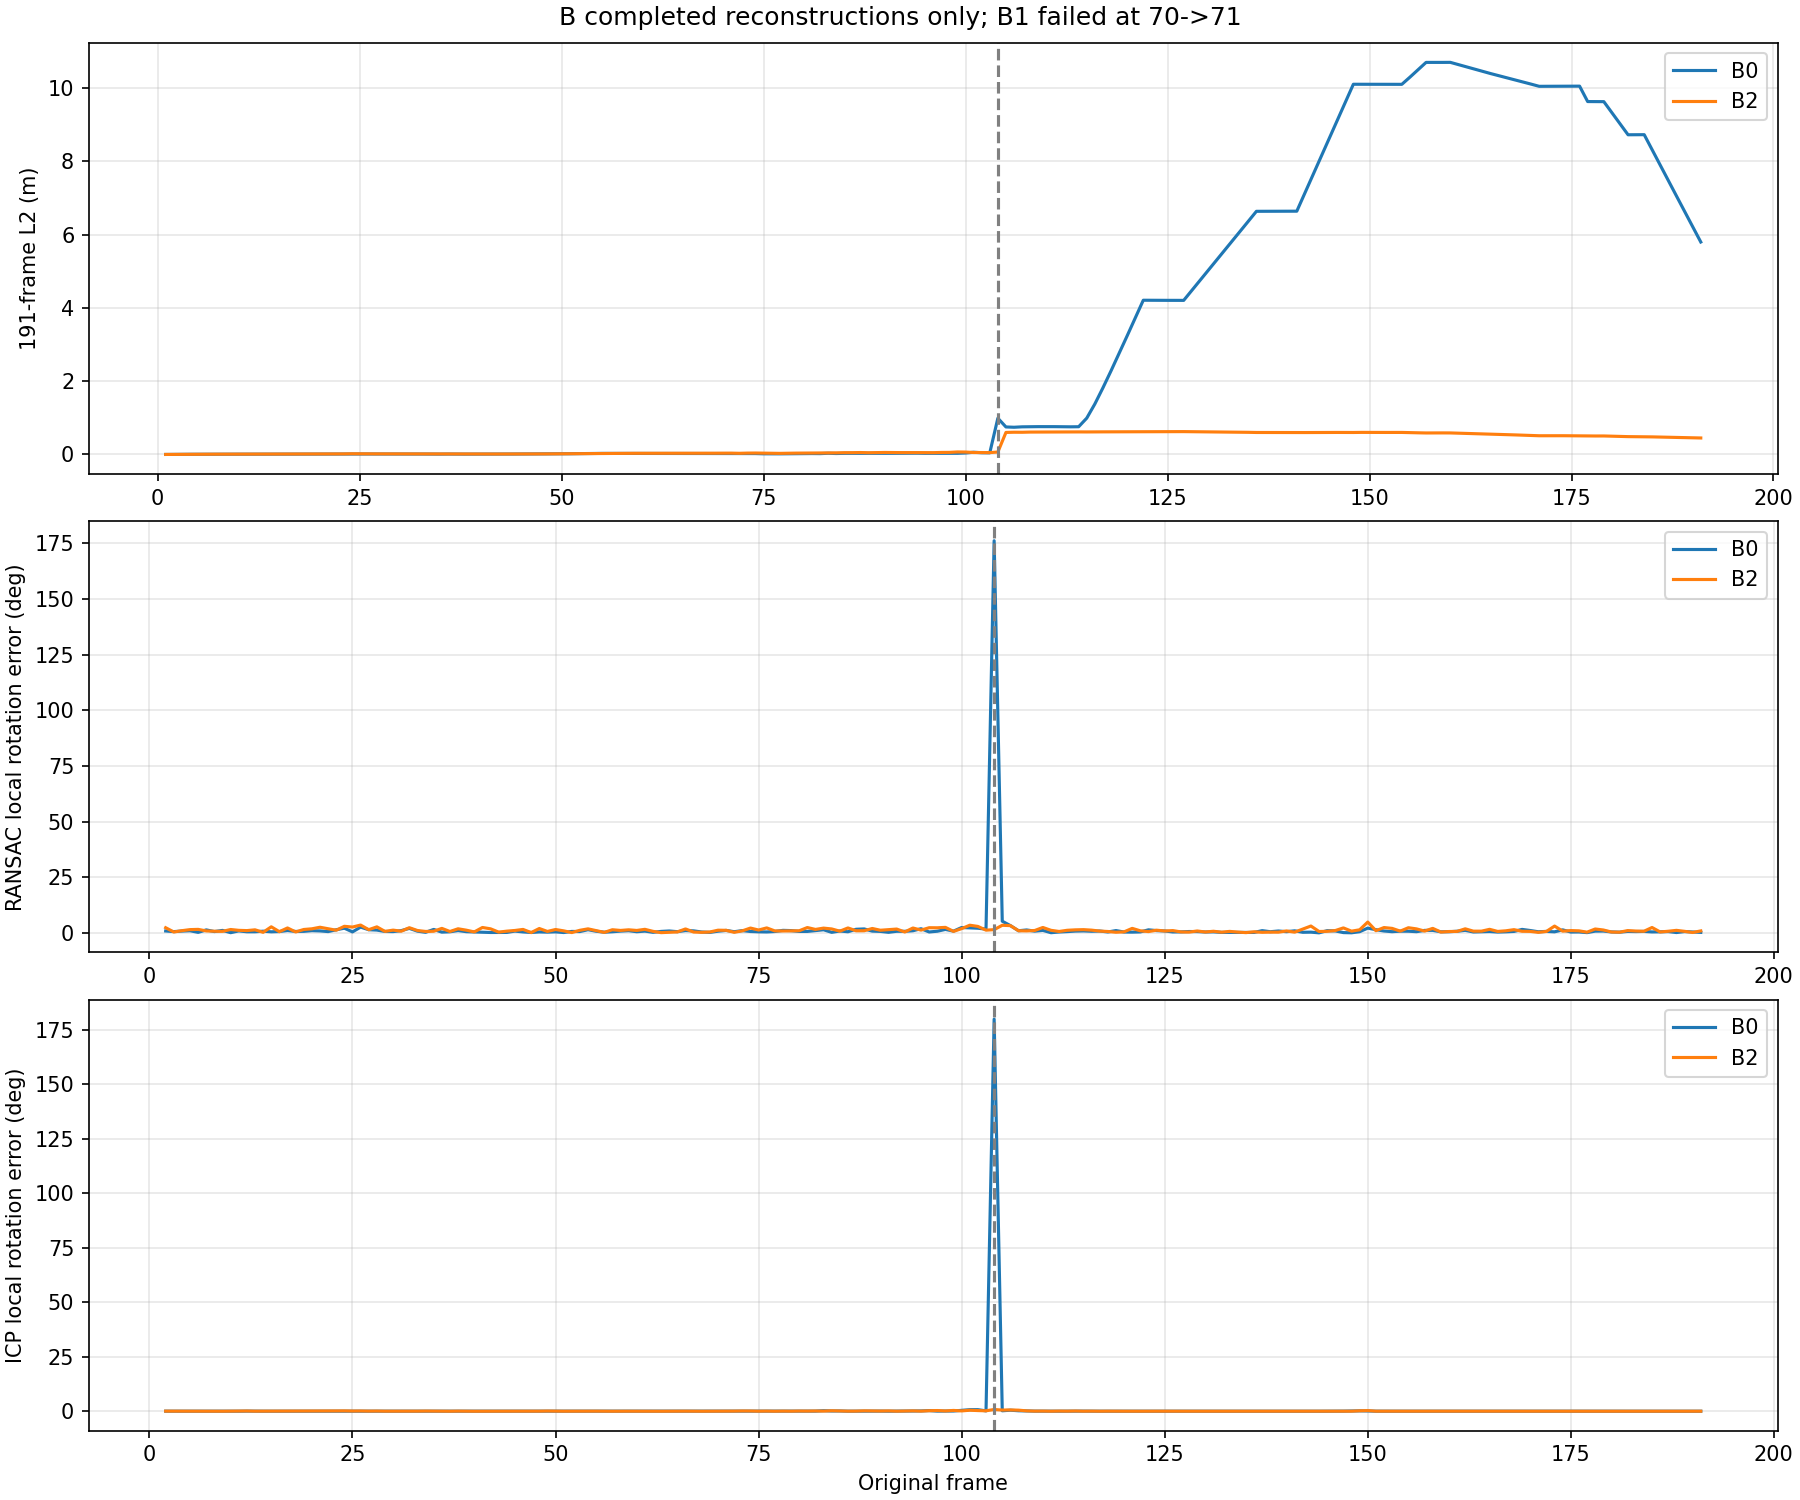 B completed reconstructions only; B1 failed at 70->71
191-frame L2 (m)
10
8
6
4
2
0
B0
B2
0 25 50 75 100 125 150 175 200
RANSAC local rotation error (deg)
175
150
125
100
75
50
25
0
B0
B2
0 25 50 75 100 125 150 175 200
ICP local rotation error (deg)
175
150
125
100
75
50
25
0
B0
B2
0 25 50 75 100 125 150 175 200
Original frame